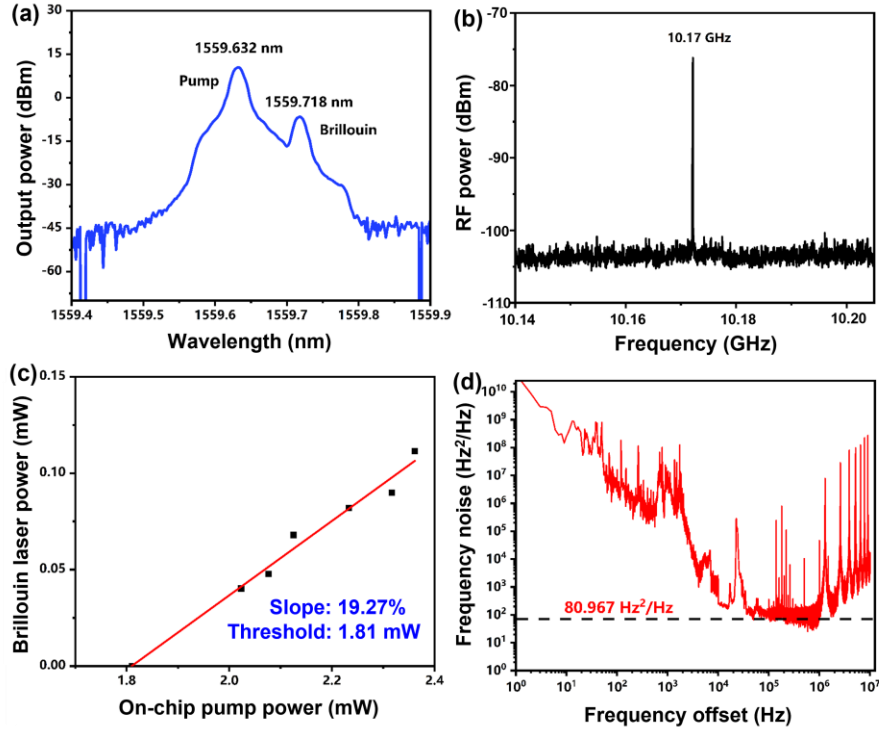 (a)
30
15
0
-15
-30
-45
-60
Output power (dBm)
1559.632 nm
Pump
1559.718 nm
Brillouin
1559.4
1559.5
1559.6
1559.7
1559.8
1559.9
Wavelength (nm)
(b)
-70
-80
-90
-100
-110
RF power (dBm)
10.17 GHz
10.14
10.16
10.18
10.20
Frequency (GHz)
(c)
0.15
0.10
0.05
0.00
Brillouin laser power (mW)
Slope: 19.27%
Threshold: 1.81 mW
1.8
2.0
2.2
2.4
On-chip pump power (mW)
(d)
10¹⁰
10⁹
10⁸
10⁷
10⁶
10⁵
10⁴
10³
10²
10¹
10⁰
Frequency noise (Hz²/Hz)
80.967 Hz²/Hz
10⁰
10¹
10²
10³
10⁴
10⁵
10⁶
10⁷
Frequency offset (Hz)